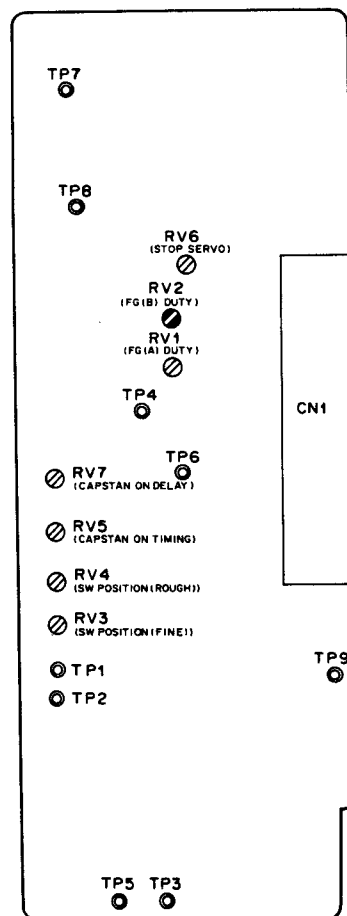 TP7
TP8
RV6
(STOP SERVO)
RV2
(FG(B) DUTY)
RV1
(FG(A) DUTY)
TP4
CN1
TP6
RV7
(CAPSTAN ON DELAY)
RV5
(CAPSTAN ON TIMING)
RV4
(SW POSITION(ROUGH))
RV3
(SW POSITION(FINE))
TP1
TP9
TP2
TP5 TP3